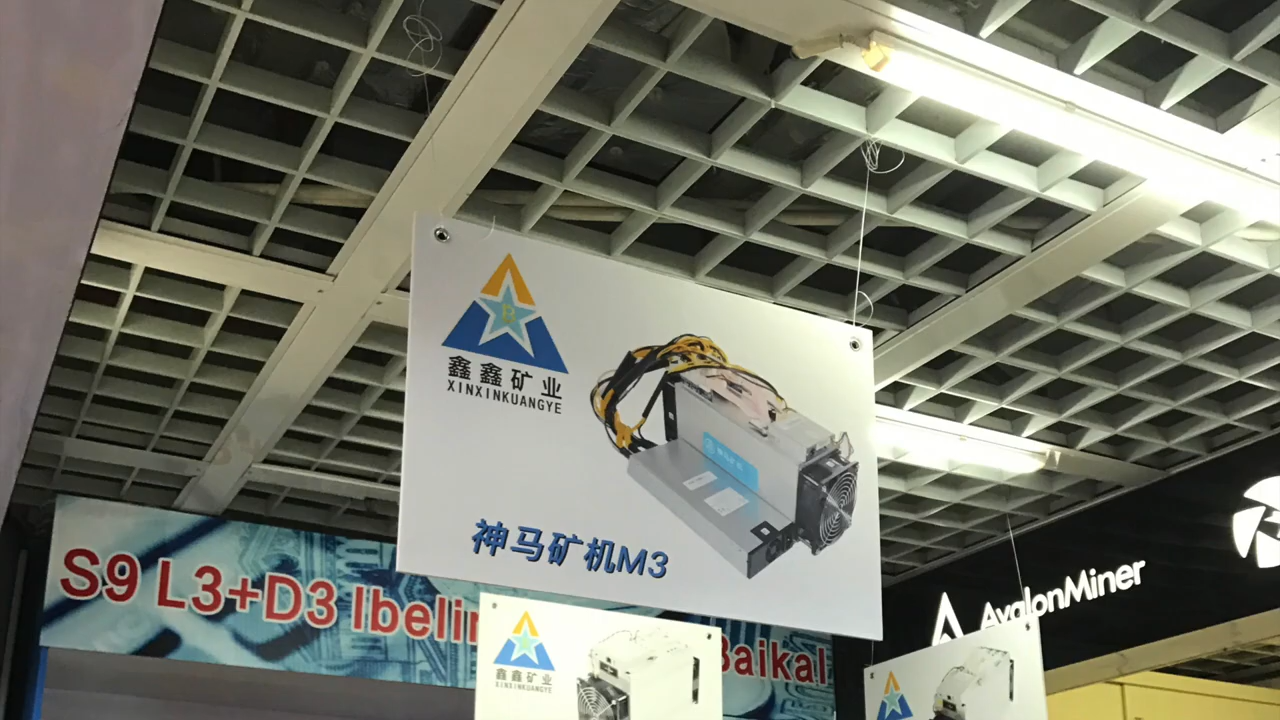 鑫鑫矿业
XINXINKUANGYE
神马矿机M3
S9 L3+D3 Ibelin
Baikal
AvalonMiner
鑫鑫矿业
XINXINKUANGYE